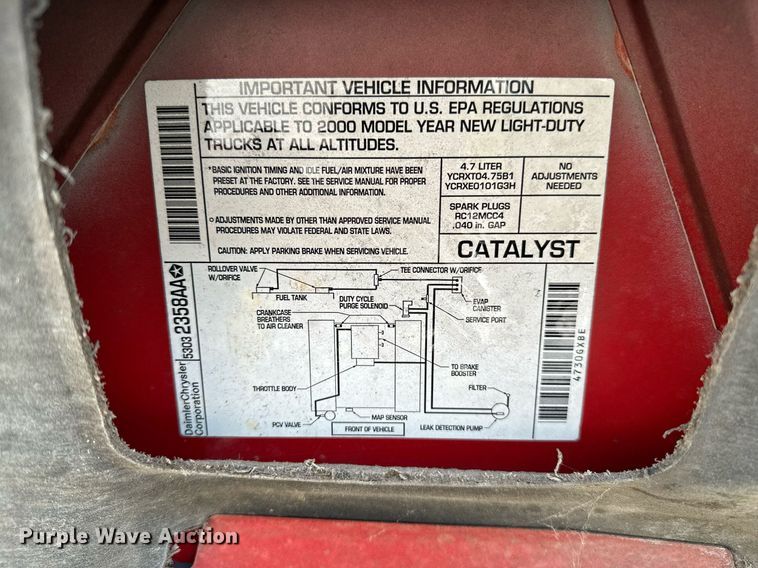 IMPORTANT VEHICLE INFORMATION
THIS VEHICLE CONFORMS TO U.S. EPA REGULATIONS
APPLICABLE TO 2000 MODEL YEAR NEW LIGHT-DUTY
TRUCKS AT ALL ALTITUDES.
*BASIC IGNITION TIMING AND IDLE FUEL/AIR MIXTURE HAVE BEEN
PRESET AT THE FACTORY. SEE THE SERVICE MANUAL FOR PROPER
PROCEDURES AND OTHER ADDITIONAL INFORMATION.
ADJUSTMENTS MADE BY OTHER THAN APPROVED SERVICE MANUAL
PROCEDURES MAY VIOLATE FEDERAL AND STATE LAWS.
CAUTION: APPLY PARKING BRAKE WHEN SERVICING VEHICLE.
4.7 LITER
YCRXT04.75B1
YCRXE0101G3H
NO
ADJUSTMENTS
NEEDED
SPARK PLUGS
RC12MCC4
.040 in. GAP
CATALYST
ROLLOVER VALVE
W/ORIFICE
TEE CONNECTOR W/ORIFICE
FUEL TANK
DUTY CYCLE
PURGE SOLENOID
EVAP
CANISTER
SERVICE PORT
CRANKCASE
BREATHERS
TO AIR CLEANER
TO BRAKE
BOOSTER
THROTTLE BODY
FILTER
MAP SENSOR
PCV VALVE
FRONT OF VEHICLE
LEAK DETECTION PUMP
DaimlerChrysler
Corporation
5303 2358AA
4730GXBE
Purple Wave Auction